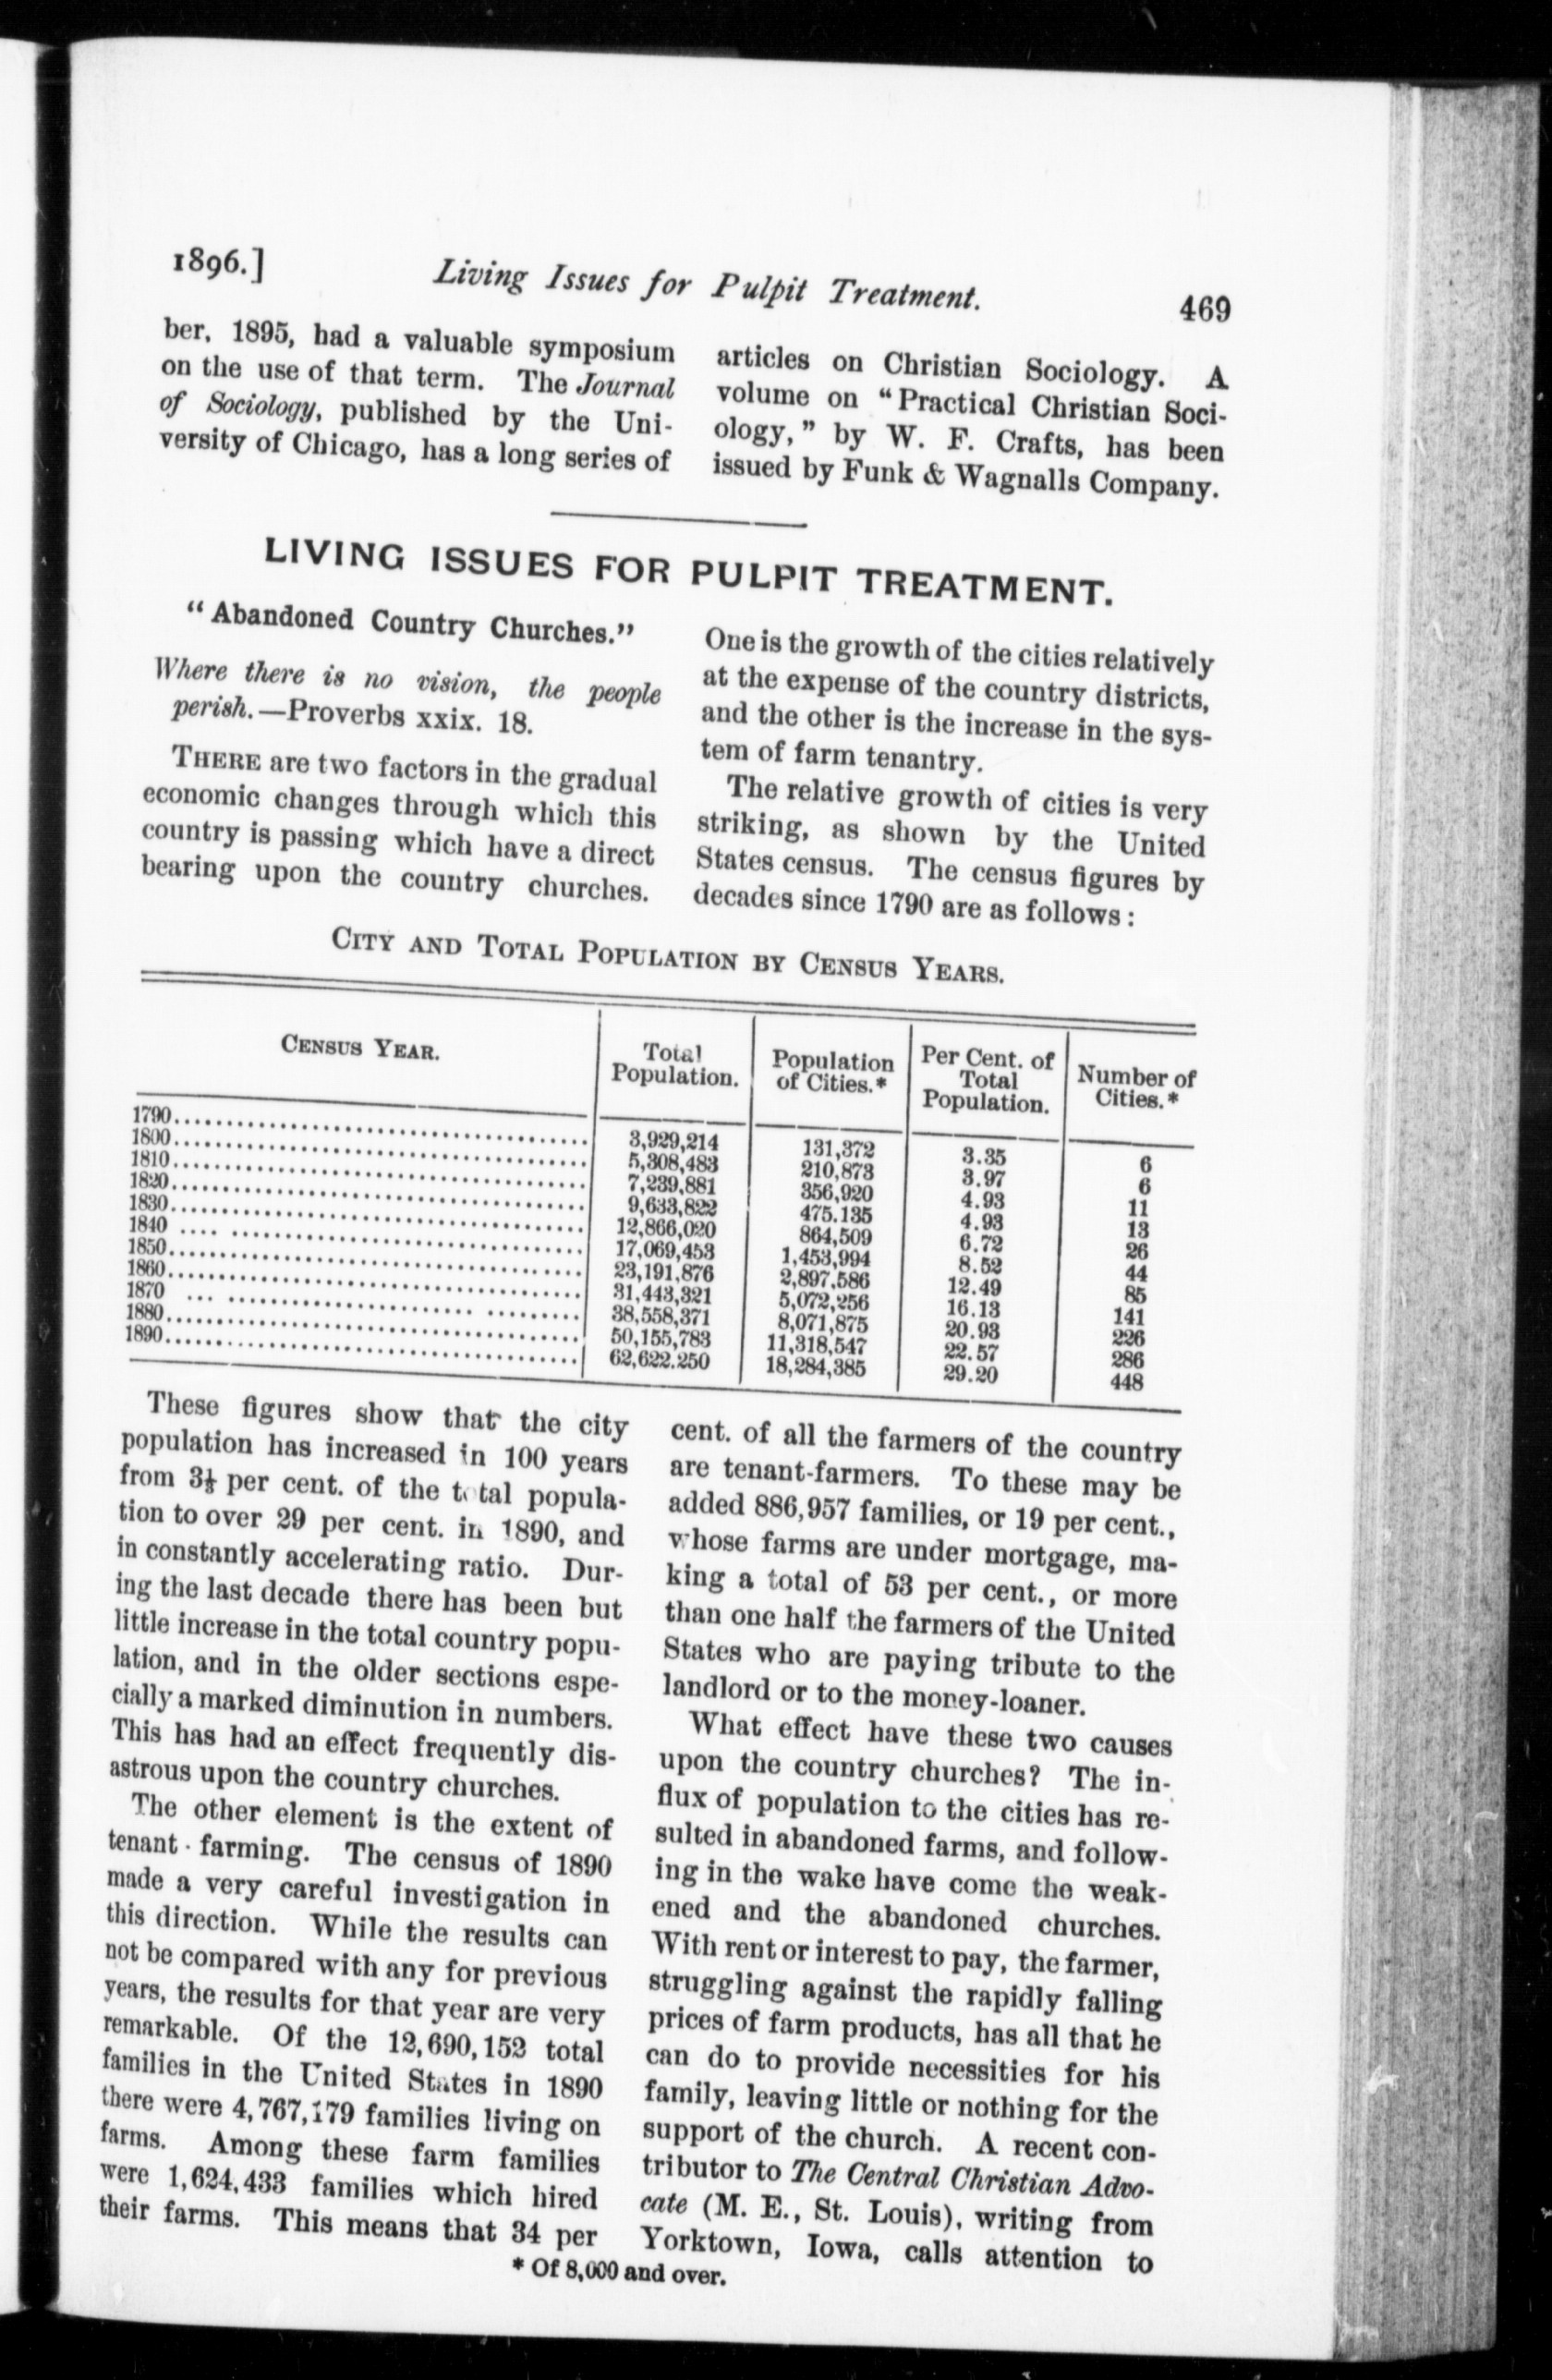 1896.] Living Issues for Pulpit Treatment. 469
ber, 1895, had a valuable symposium
on the use of that term. The Journal
of Sociology, published by the Uni-
versity of Chicago, has a long series of
articles on Christian Sociology. A
volume on "Practical Christian Soci-
ology," by W. F. Crafts, has been
issued by Funk & Wagnalls Company.
LIVING ISSUES FOR PULPIT TREATMENT.
"Abandoned Country Churches."
Where there is no vision, the people
perish.—Proverbs xxix. 18.
THERE are two factors in the gradual
economic changes through which this
country is passing which have a direct
bearing upon the country churches.
One is the growth of the cities relatively
at the expense of the country districts,
and the other is the increase in the sys-
tem of farm tenantry.
The relative growth of cities is very
striking, as shown by the United
States census. The census figures by
decades since 1790 are as follows:
CITY AND TOTAL POPULATION BY CENSUS YEARS.
CENSUS YEAR. Total Population. Population of Cities.* Per Cent. of Total Population. Number of Cities.*
1790 3,929,214 131,372 3.35 6
1800 5,308,483 210,873 3.97 6
1810 7,239,881 356,920 4.93 11
1820 9,633,822 475.135 4.93 13
1830 12,866,020 864,509 6.72 26
1840 17,069,453 1,453,994 8.52 44
1850 23,191,876 2,897,586 12.49 85
1860 31,443,321 5,072,256 16.13 141
1870 38,558,371 8,071,875 20.93 226
1880 50,155,783 11,318,547 22.57 286
1890 62,622.250 18,284,385 29.20 448
These figures show that the city
population has increased in 100 years
from 3⅓ per cent. of the total popula-
tion to over 29 per cent. in 1890, and
in constantly accelerating ratio. Dur-
ing the last decade there has been but
little increase in the total country popu-
lation, and in the older sections espe-
cially a marked diminution in numbers.
This has had an effect frequently dis-
astrous upon the country churches.
The other element is the extent of
tenant-farming. The census of 1890
made a very careful investigation in
this direction. While the results can
not be compared with any for previous
years, the results for that year are very
remarkable. Of the 12,690,152 total
families in the United States in 1890
there were 4,767,179 families living on
farms. Among these farm families
were 1,624,433 families which hired
their farms. This means that 34 per
cent. of all the farmers of the country
are tenant-farmers. To these may be
added 886,957 families, or 19 per cent.,
whose farms are under mortgage, ma-
king a total of 53 per cent., or more
than one half the farmers of the United
States who are paying tribute to the
landlord or to the money-loaner.
What effect have these two causes
upon the country churches? The in-
flux of population to the cities has re-
sulted in abandoned farms, and follow-
ing in the wake have come the weak-
ened and the abandoned churches.
With rent or interest to pay, the farmer,
struggling against the rapidly falling
prices of farm products, has all that he
can do to provide necessities for his
family, leaving little or nothing for the
support of the church. A recent con-
tributor to The Central Christian Advo-
cate (M. E., St. Louis), writing from
Yorktown, Iowa, calls attention to
* Of 8,000 and over.